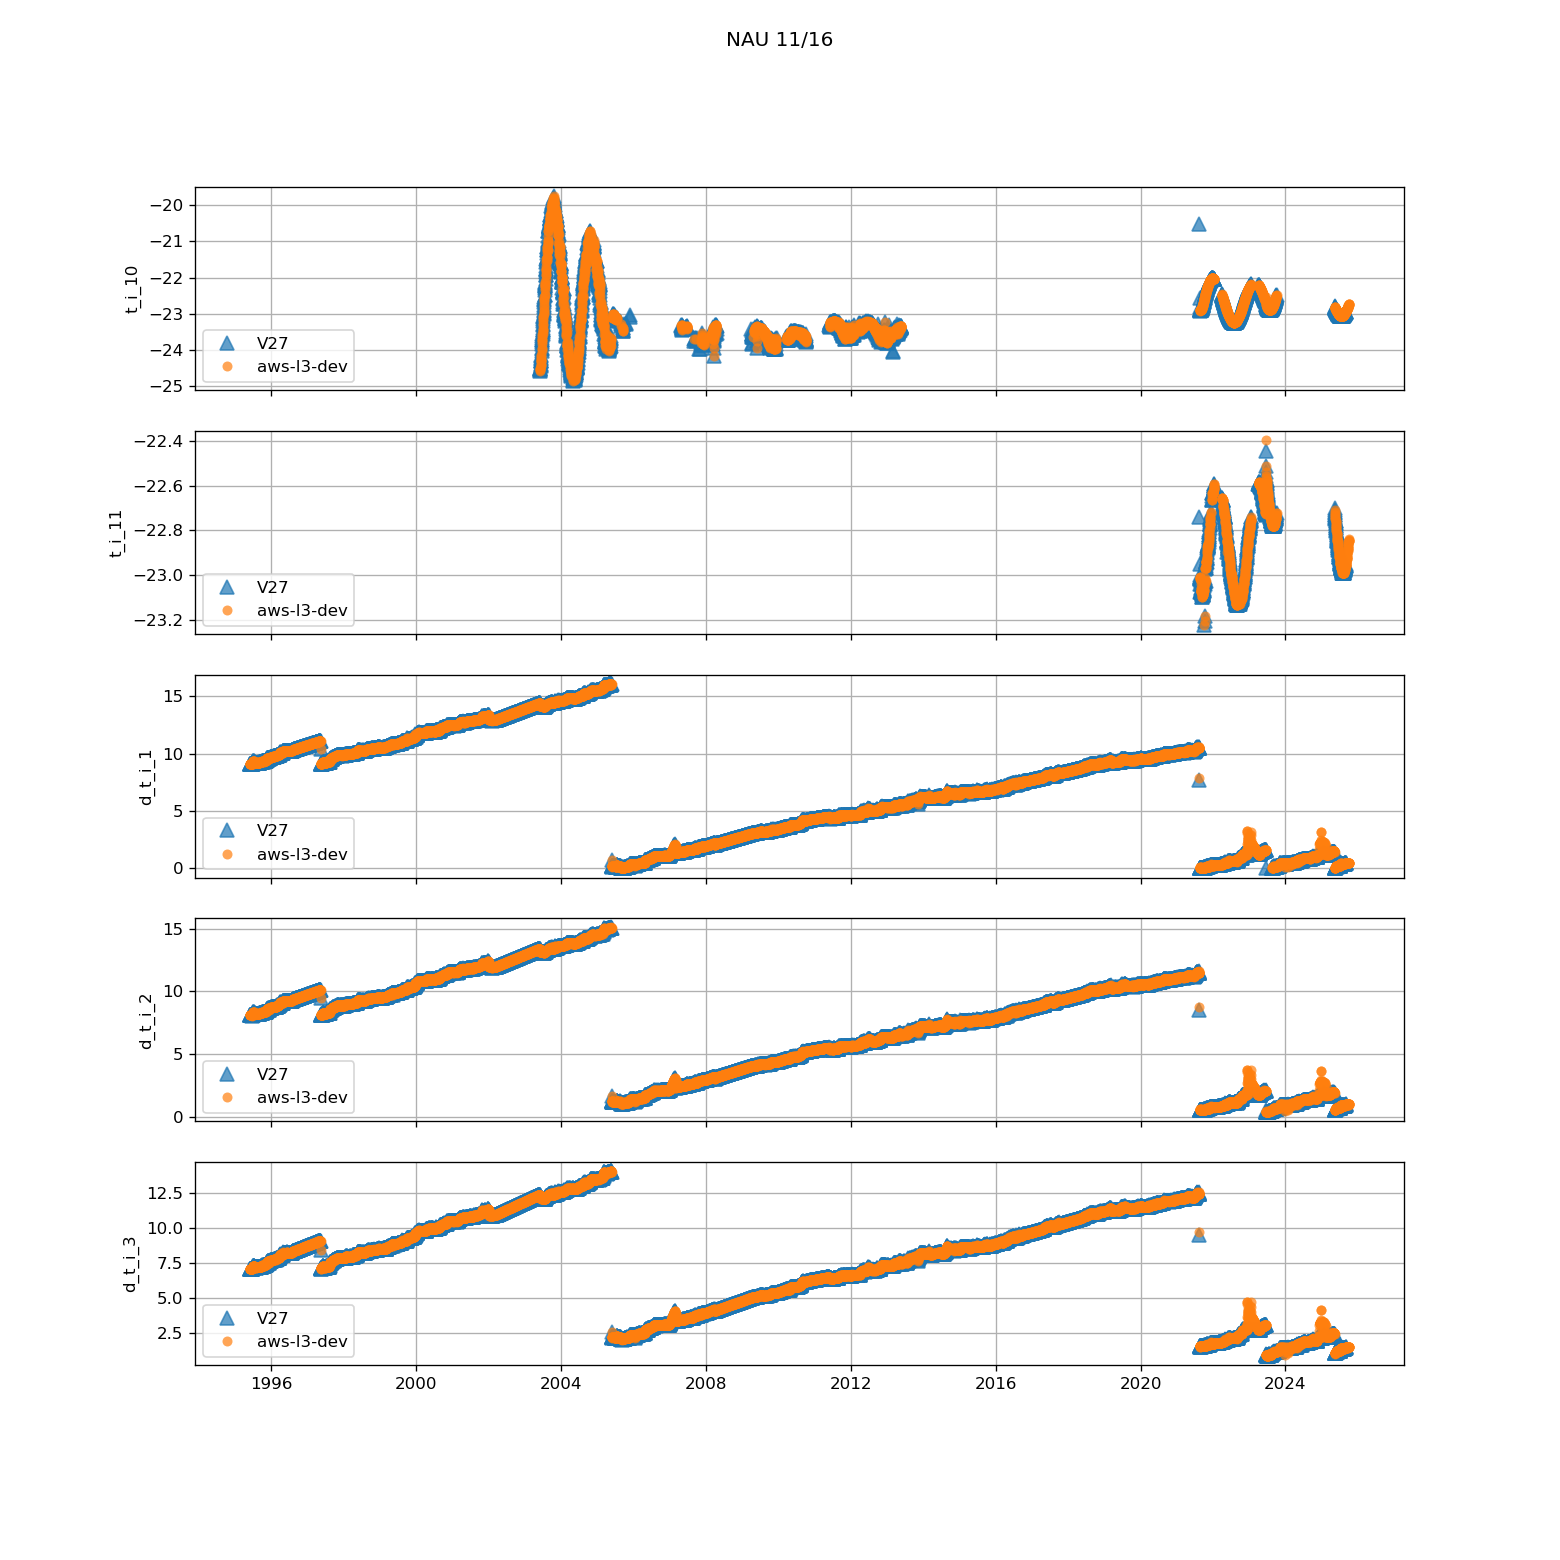 NAU 11/16
t_i_10
−20
−21
−22
−23
−24
−25
V27
aws-l3-dev
t_i_11
−22.4
−22.6
−22.8
−23.0
−23.2
V27
aws-l3-dev
d_t_i_1
15
10
5
0
V27
aws-l3-dev
d_t_i_2
15
10
5
0
V27
aws-l3-dev
d_t_i_3
12.5
10.0
7.5
5.0
2.5
V27
aws-l3-dev
1996 2000 2004 2008 2012 2016 2020 2024